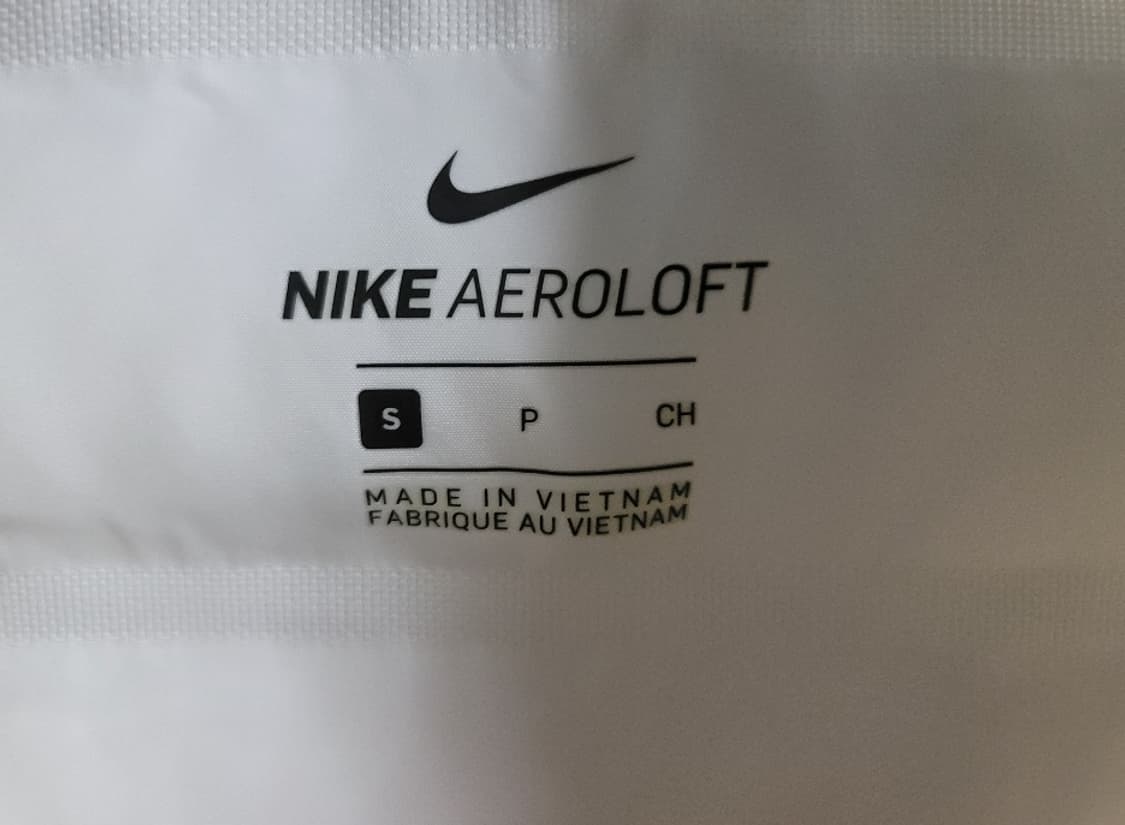 NIKE AEROLOFT
S P CH
MADE IN VIETNAM
FABRIQUE AU VIETNAM